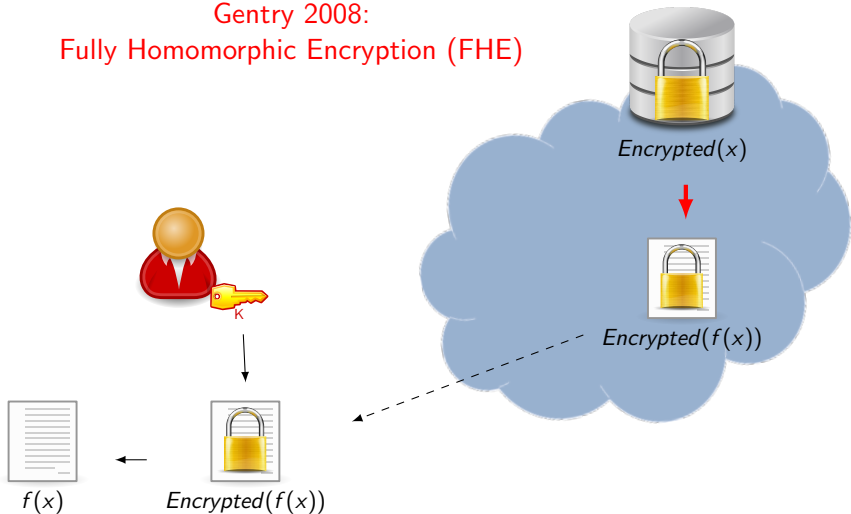 Gentry 2008:
Fully Homomorphic Encryption (FHE)
Encrypted(x)
Encrypted(f(x))
K
f(x)
Encrypted(f(x))